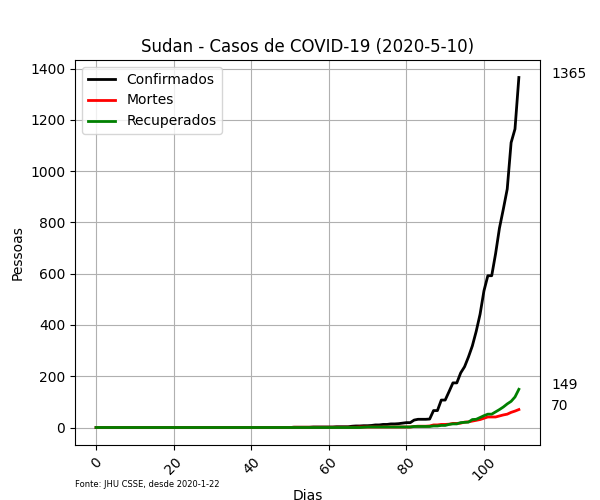 Sudan - Casos de COVID-19 (2020-5-10)
Confirmados
Mortes
Recuperados
1400
1200
1000
800
600
400
200
0
Pessoas
1365
149
70
0
20
40
60
80
100
Fonte: JHU CSSE, desde 2020-1-22
Dias